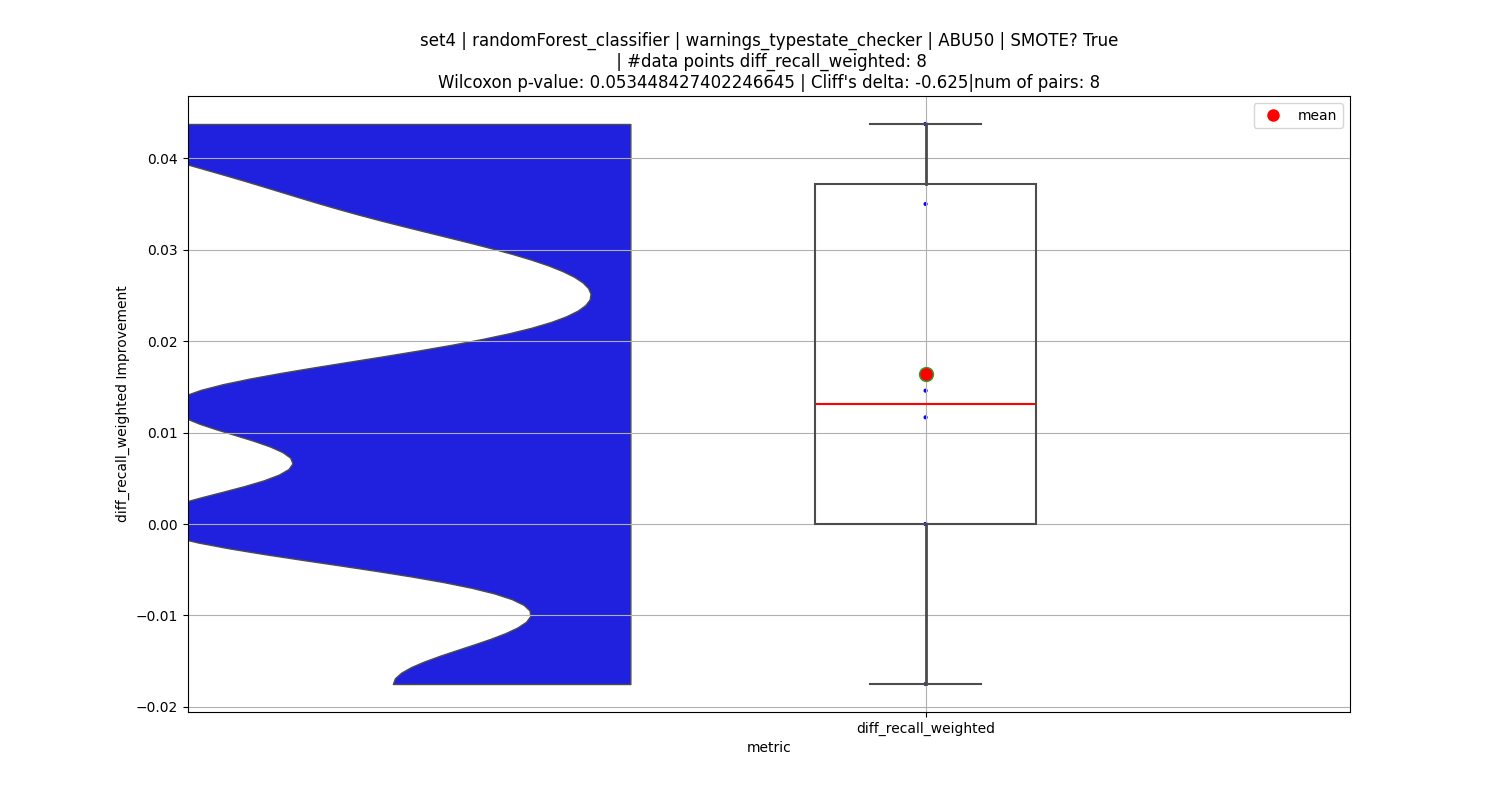 set4 | randomForest_classifier | warnings_typestate_checker | ABU50 | SMOTE? True
| #data points diff_recall_weighted: 8
Wilcoxon p-value: 0.053448427402246645 | Cliff's delta: -0.625|num of pairs: 8
mean
0.04
0.03
0.02
0.01
0.00
−0.01
−0.02
diff_recall_weighted Improvement
diff_recall_weighted
metric